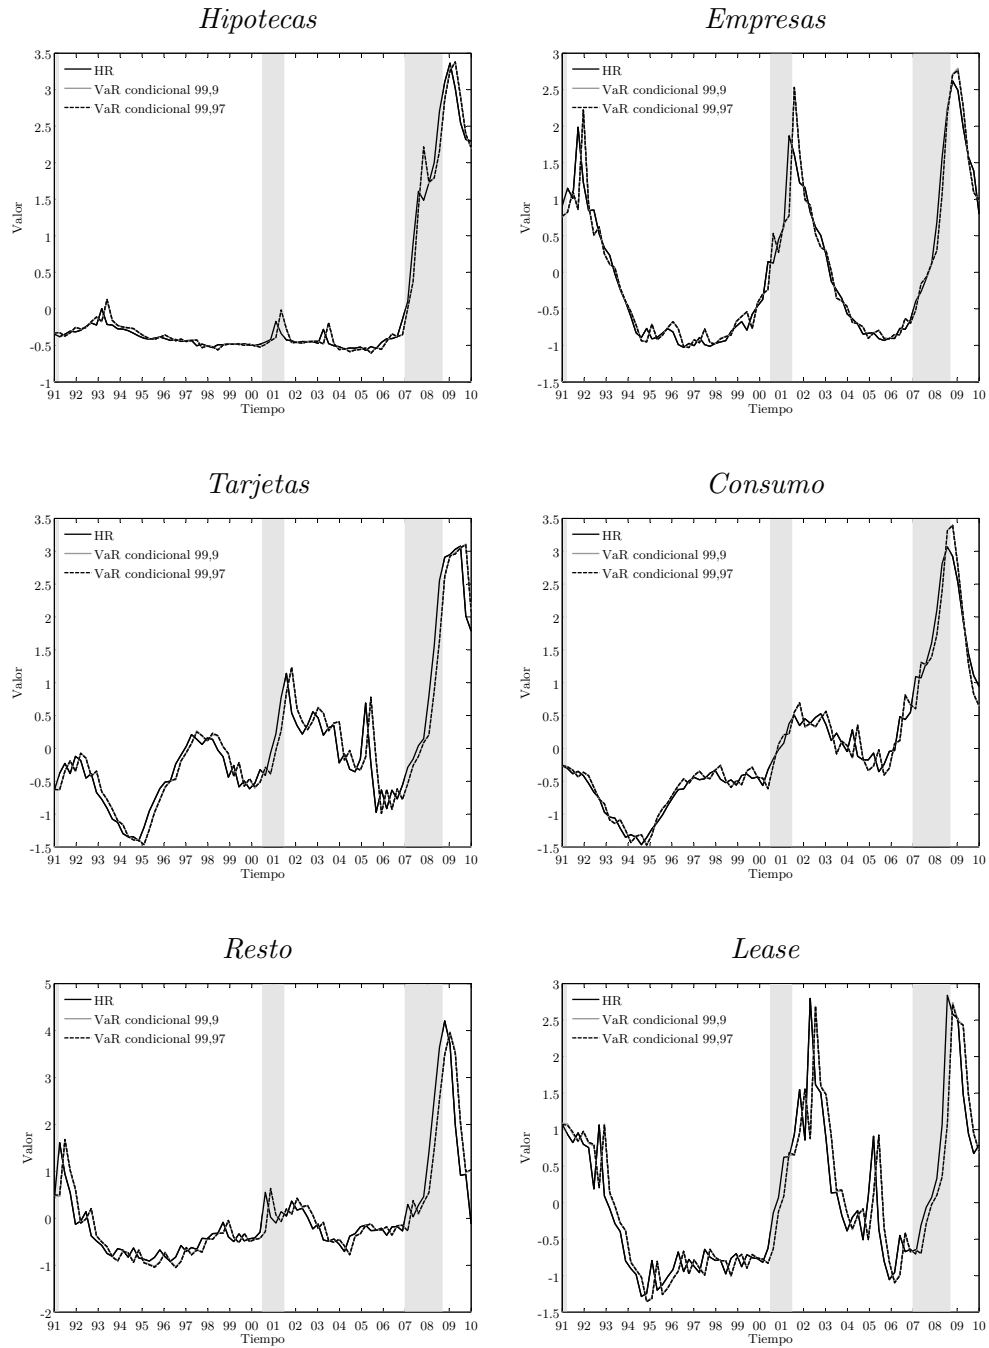 Hipotecas
HR
VaR condicional 99,9
VaR condicional 99,97
Valor
3.5
3
2.5
2
1.5
1
0.5
0
-0.5
-1
91 92 93 94 95 96 97 98 99 00 01 02 03 04 05 06 07 08 09 10
Tiempo
Empresas
HR
VaR condicional 99,9
VaR condicional 99,97
Valor
3
2.5
2
1.5
1
0.5
0
-0.5
-1
-1.5
91 92 93 94 95 96 97 98 99 00 01 02 03 04 05 06 07 08 09 10
Tiempo
Tarjetas
HR
VaR condicional 99,9
VaR condicional 99,97
Valor
3.5
3
2.5
2
1.5
1
0.5
0
-0.5
-1
-1.5
91 92 93 94 95 96 97 98 99 00 01 02 03 04 05 06 07 08 09 10
Tiempo
Consumo
HR
VaR condicional 99,9
VaR condicional 99,97
Valor
3.5
3
2.5
2
1.5
1
0.5
0
-0.5
-1
-1.5
91 92 93 94 95 96 97 98 99 00 01 02 03 04 05 06 07 08 09 10
Tiempo
Resto
HR
VaR condicional 99,9
VaR condicional 99,97
Valor
5
4
3
2
1
0
-1
-2
91 92 93 94 95 96 97 98 99 00 01 02 03 04 05 06 07 08 09 10
Tiempo
Lease
HR
VaR condicional 99,9
VaR condicional 99,97
Valor
3
2.5
2
1.5
1
0.5
0
-0.5
-1
-1.5
91 92 93 94 95 96 97 98 99 00 01 02 03 04 05 06 07 08 09 10
Tiempo